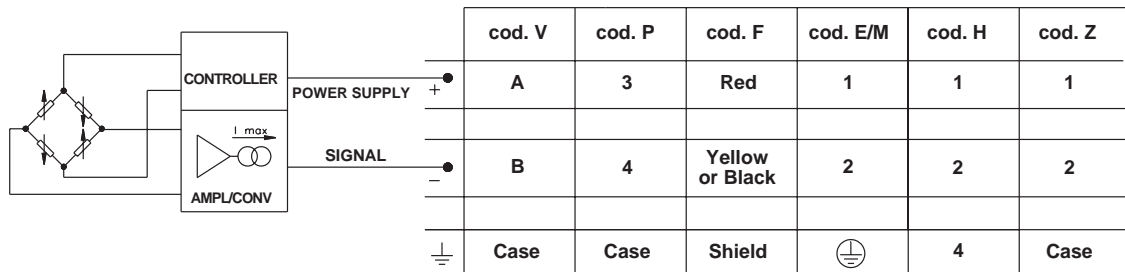 CONTROLLER
POWER SUPPLY
I max
SIGNAL
AMPL/CONV
cod. V cod. P cod. F cod. E/M cod. H cod. Z
+ A 3 Red 1 1 1
− B 4 Yellow or Black 2 2 2
Case Case Shield 4 Case